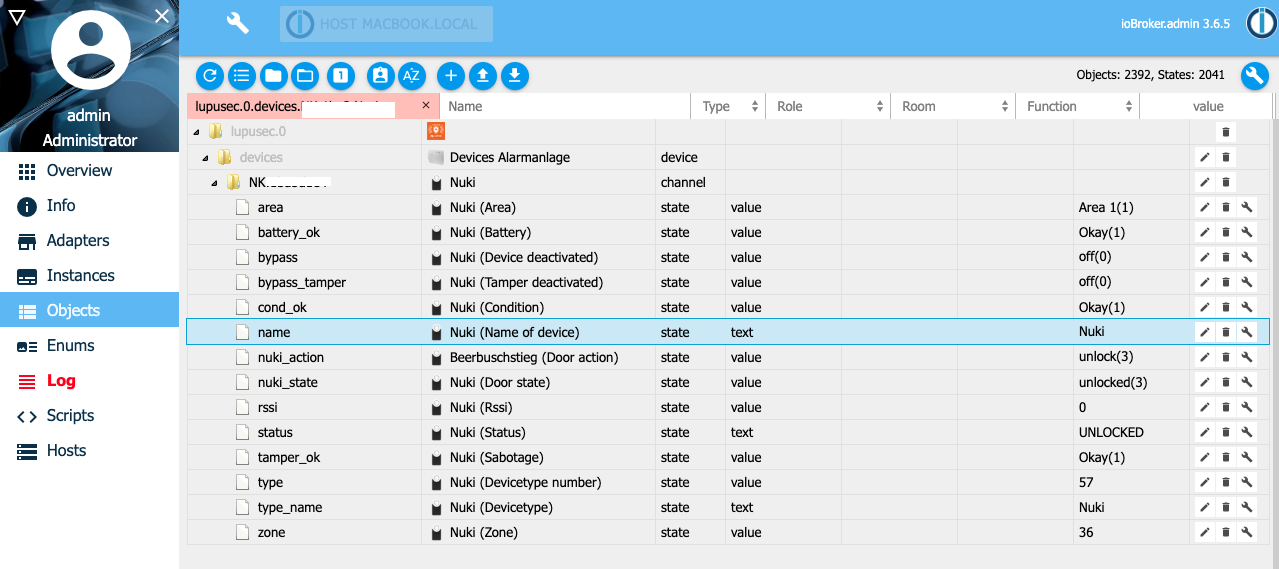 HOST MACBOOK.LOCAL
ioBroker.admin 3.6.5
admin
Administrator
Overview
Info
Adapters
Instances
Objects
Enums
Log
Scripts
Hosts
1
AZ
Objects: 2392, States: 2041
lupusec.0.devices. Name Type Role Room Function value
lupusec.0
devices Devices Alarmanlage device
NK Nuki channel
area Nuki (Area) state value Area 1(1)
battery_ok Nuki (Battery) state value Okay(1)
bypass Nuki (Device deactivated) state value off(0)
bypass_tamper Nuki (Tamper deactivated) state value off(0)
cond_ok Nuki (Condition) state value Okay(1)
name Nuki (Name of device) state text Nuki
nuki_action Beerbuschstieg (Door action) state value unlock(3)
nuki_state Nuki (Door state) state value unlocked(3)
rssi Nuki (Rssi) state value 0
status Nuki (Status) state text UNLOCKED
tamper_ok Nuki (Sabotage) state value Okay(1)
type Nuki (Devicetype number) state value 57
type_name Nuki (Devicetype) state text Nuki
zone Nuki (Zone) state value 36